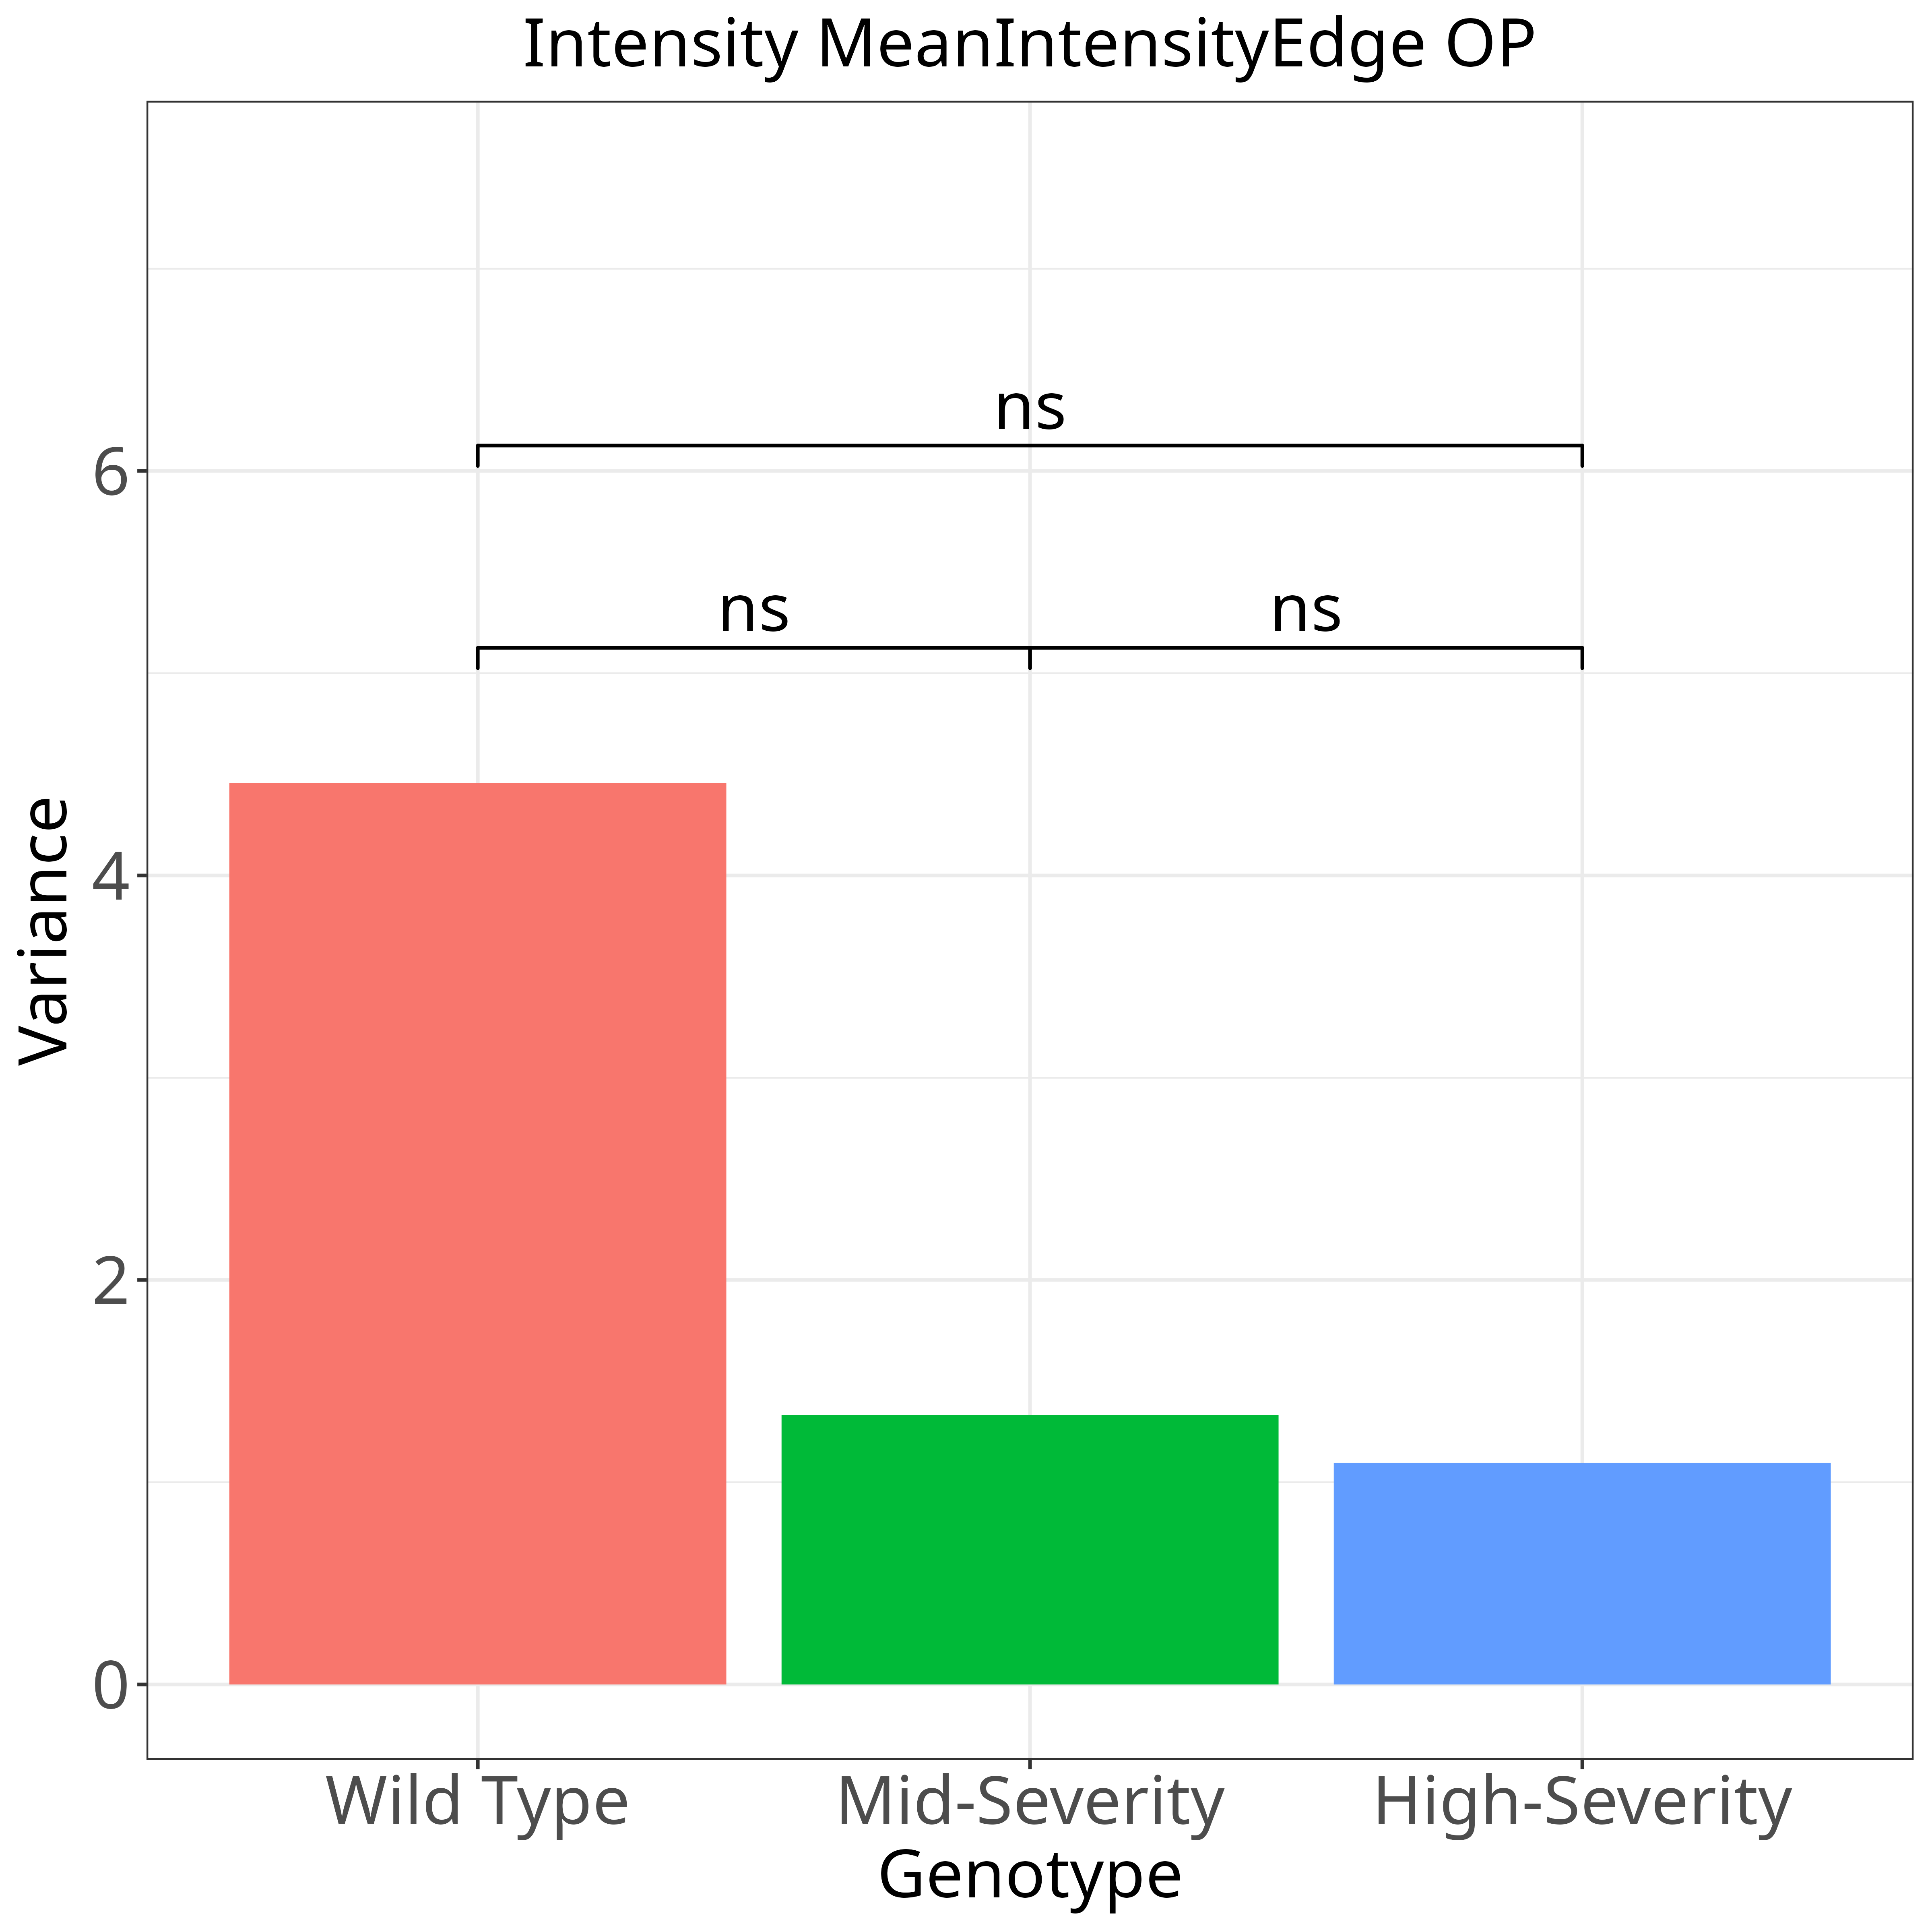 Intensity MeanIntensityEdge OP
ns
6
ns ns
4
Variance
2
0
Wild Type Mid-Severity High-Severity
Genotype